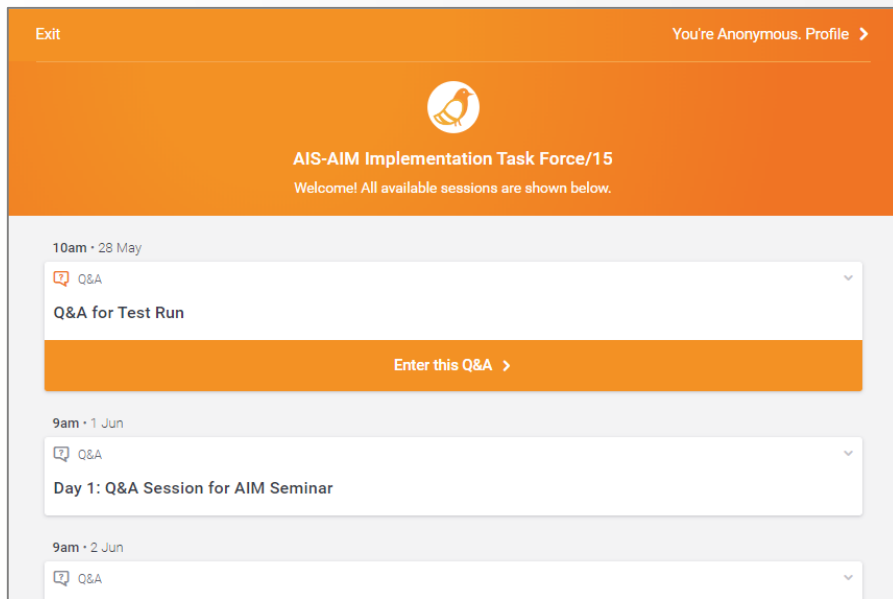 Exit
You're Anonymous. Profile
AIS-AIM Implementation Task Force/15
Welcome! All available sessions are shown below.
10am • 28 May
Q&A
Q&A for Test Run
Enter this Q&A
9am • 1 Jun
Q&A
Day 1: Q&A Session for AIM Seminar
9am • 2 Jun
Q&A